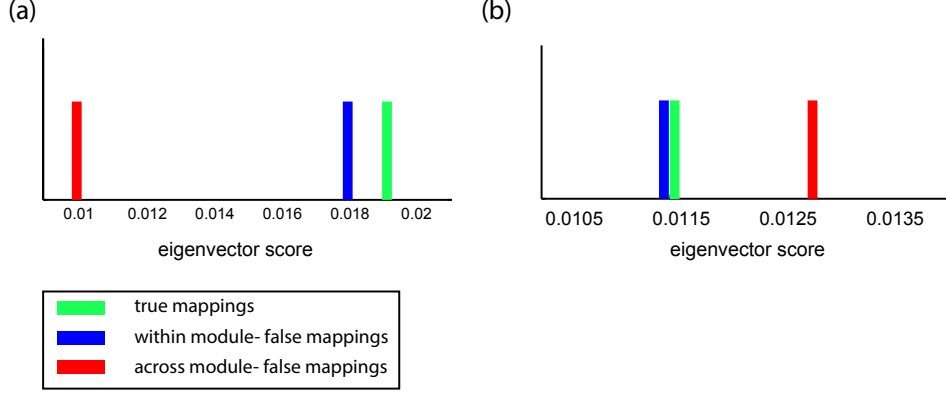 (a)
0.01 0.012 0.014 0.016 0.018 0.02
eigenvector score
(b)
0.0105 0.0115 0.0125 0.0135
eigenvector score
true mappings
within module- false mappings
across module- false mappings